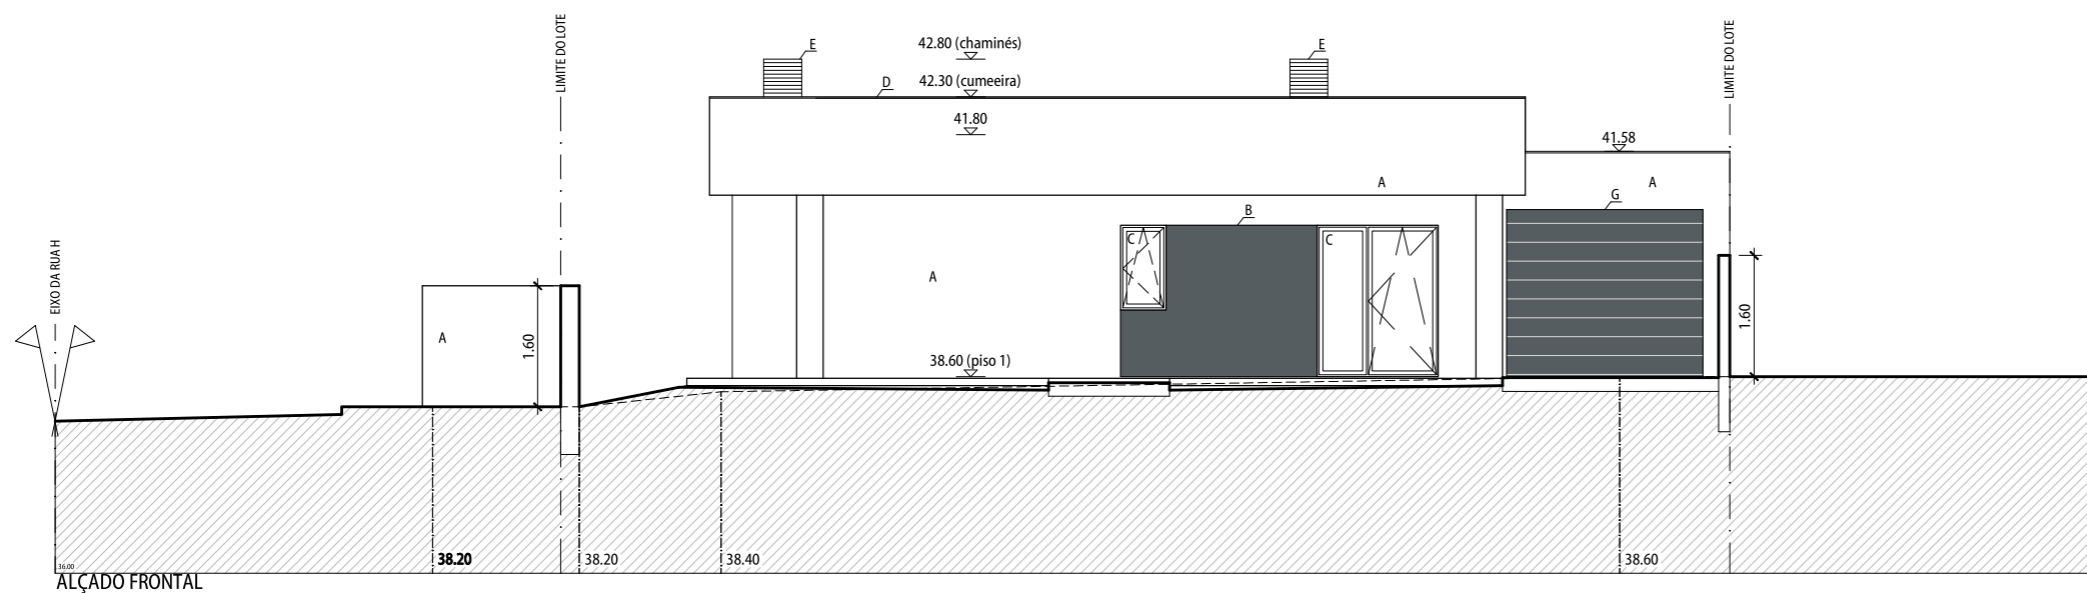 LIMITE DO LOTE
E
42.80 (chaminés)
E
LIMITE DO LOTE
D
42.30 (cumeeira)
41.80
41.58
A
A
G
B
EIXO DA RUA H
C
C
A
A
1.60
1.60
38.60 (piso 1)
38.20
38.20
38.40
38.60
36.00
ALÇADO FRONTAL